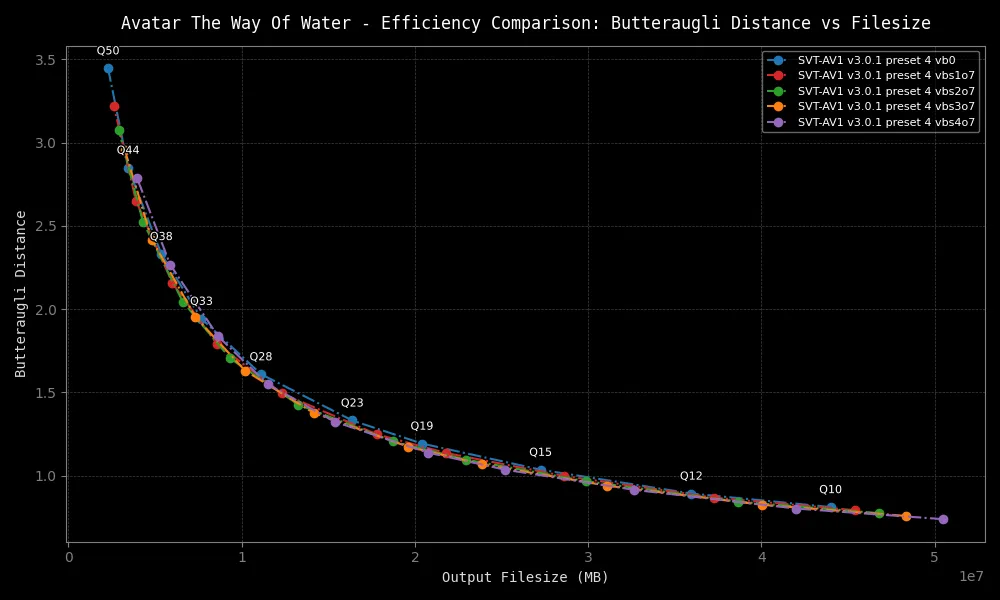 Avatar The Way Of Water - Efficiency Comparison: Butteraugli Distance vs Filesize
SVT-AV1 v3.0.1 preset 4 vb0
SVT-AV1 v3.0.1 preset 4 vbs1o7
SVT-AV1 v3.0.1 preset 4 vbs2o7
SVT-AV1 v3.0.1 preset 4 vbs3o7
SVT-AV1 v3.0.1 preset 4 vbs4o7
Butteraugli Distance
3.5
3.0
2.5
2.0
1.5
1.0
Q50
Q44
Q38
Q33
Q28
Q23
Q19
Q15
Q12
Q10
0
1
2
3
4
5
1e7
Output Filesize (MB)